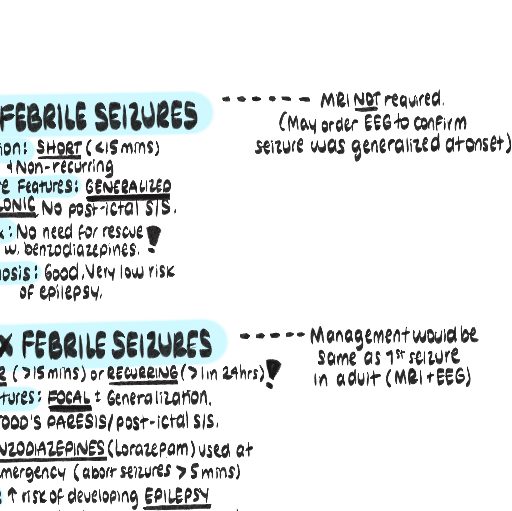 FEBRILE SEIZURES
MRI NOT required.
(May order EEG to confirm
seizure was generalized at onset)
ion: SHORT (<15 mins)
+ Non-recurring
e Features: GENERALIZED
ONIC No post-ictal S/S.
x: No need for rescue
w. benzodiazepines. !
nosis: Good, Very low risk
of epilepsy.
X FEBRILE SEIZURES
Management would be
same as 1st seizure
in adult (MRI + EEG)
R (>15 mins) or RECURRING (>1 in 24hrs) !
tures: FOCAL ± Generalization,
TODD'S PARESIS/post-ictal S/S.
NZODIAZEPINES (Lorazepam) used at
mergency (abort seizures >5 mins)
: ↑ risk of developing EPILEPSY